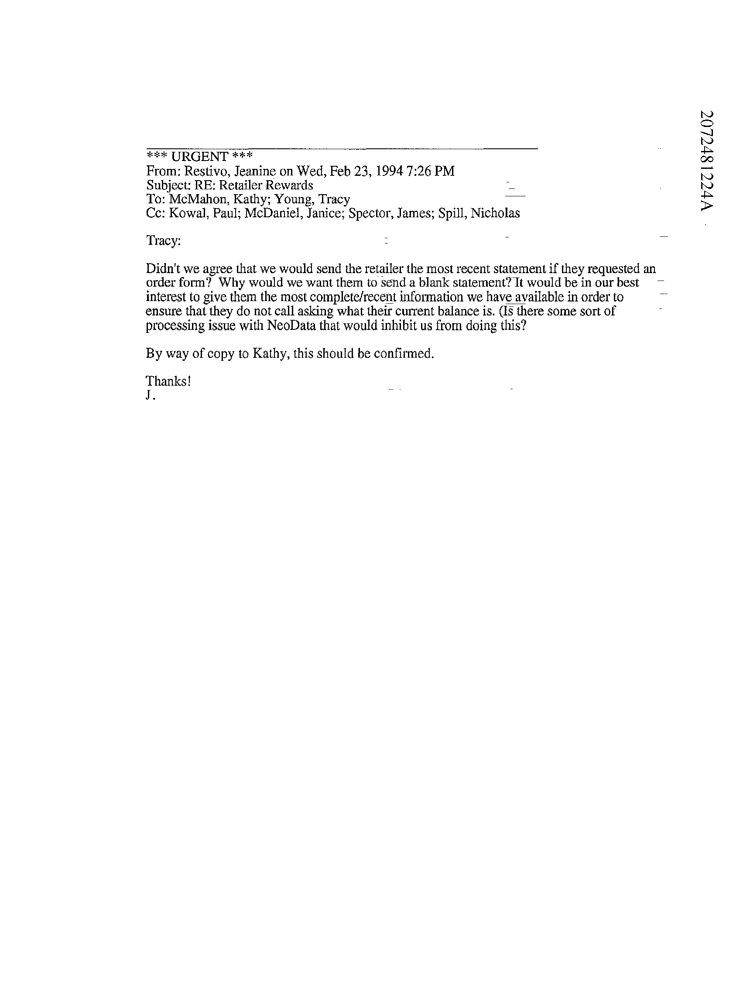 *** URGENT ***
From: Restivo, Jeanine on Wed, Feb 23, 1994 7:26 PM
Subject: RE: Retailer Rewards
To: McMahon, Kathy; Young, Tracy
Cc: Kowal, Paul; McDaniel, Janice; Spector, James; Spill, Nicholas
Tracy:
Didn't we agree that we would send the retailer the most recent statement if they requested an
order form? Why would we want them to send a blank statement? It would be in our best
interest to give them the most complete/recent information we have available in order to
ensure that they do not call asking what their current balance is. (Is there some sort of
processing issue with NeoData that would inhibit us from doing this?
By way of copy to Kathy, this should be confirmed.
Thanks!
J.
2072481224A